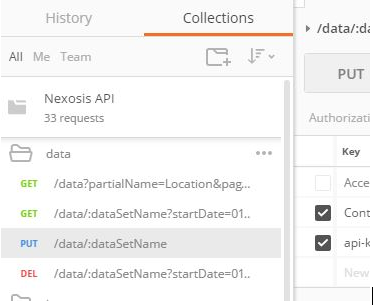 History
Collections
All Me Team
Nexosis API
33 requests
data
GET /data?partialName=Location&pag...
GET /data/:dataSetName?startDate=01..
PUT /data/:dataSetName
DEL /data/:dataSetName?startDate=01..
/data/:da
PUT
Authorizati
Key
Acce
Cont
api-k
New